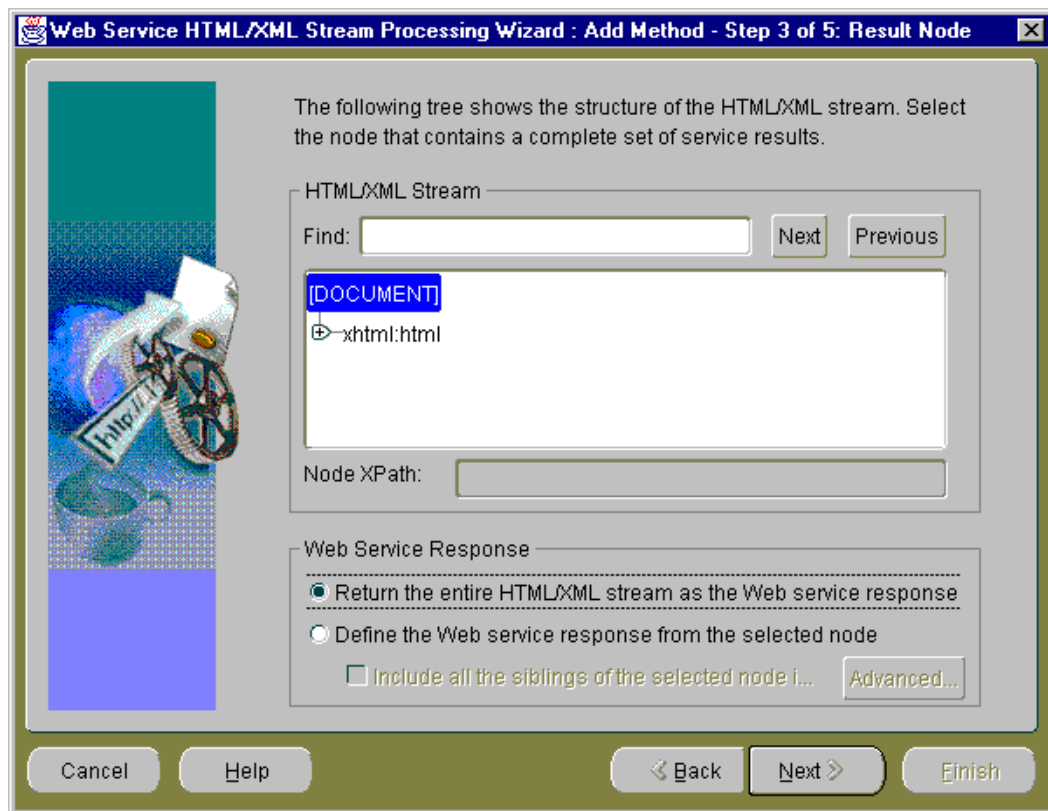 Web Service HTML/XML Stream Processing Wizard : Add Method - Step 3 of 5: Result Node
The following tree shows the structure of the HTML/XML stream. Select
the node that contains a complete set of service results.
HTML/XML Stream
Find:
Next
Previous
[DOCUMENT]
xhtml:html
http://
Node XPath:
Web Service Response
Return the entire HTML/XML stream as the Web service response
Define the Web service response from the selected node
Include all the siblings of the selected node i...
Advanced...
Cancel
Help
Back
Next
Finish